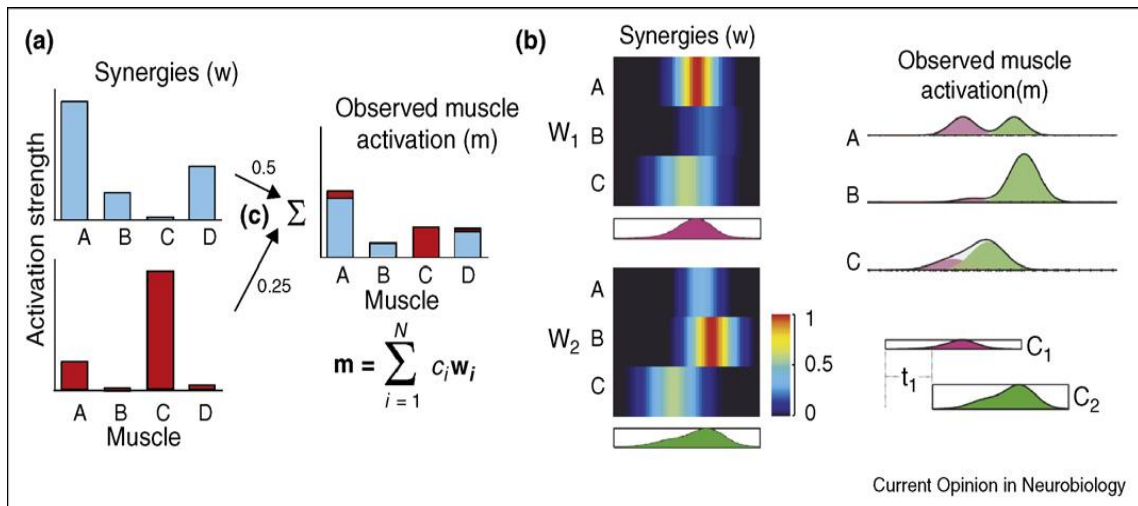 (a)
Synergies (w)
Activation strength
A B C D
A B C D
Muscle
0.5
(c)
Σ
0.25
Observed muscle
activation (m)
A B C D
Muscle
m = N Σ i = 1 c_i w_i
(b)
Synergies (w)
W₁
A
B
C
W₂
A
B
C
1
0.5
0
Observed muscle
activation(m)
A
B
C
C₁
t₁
C₂
Current Opinion in Neurobiology